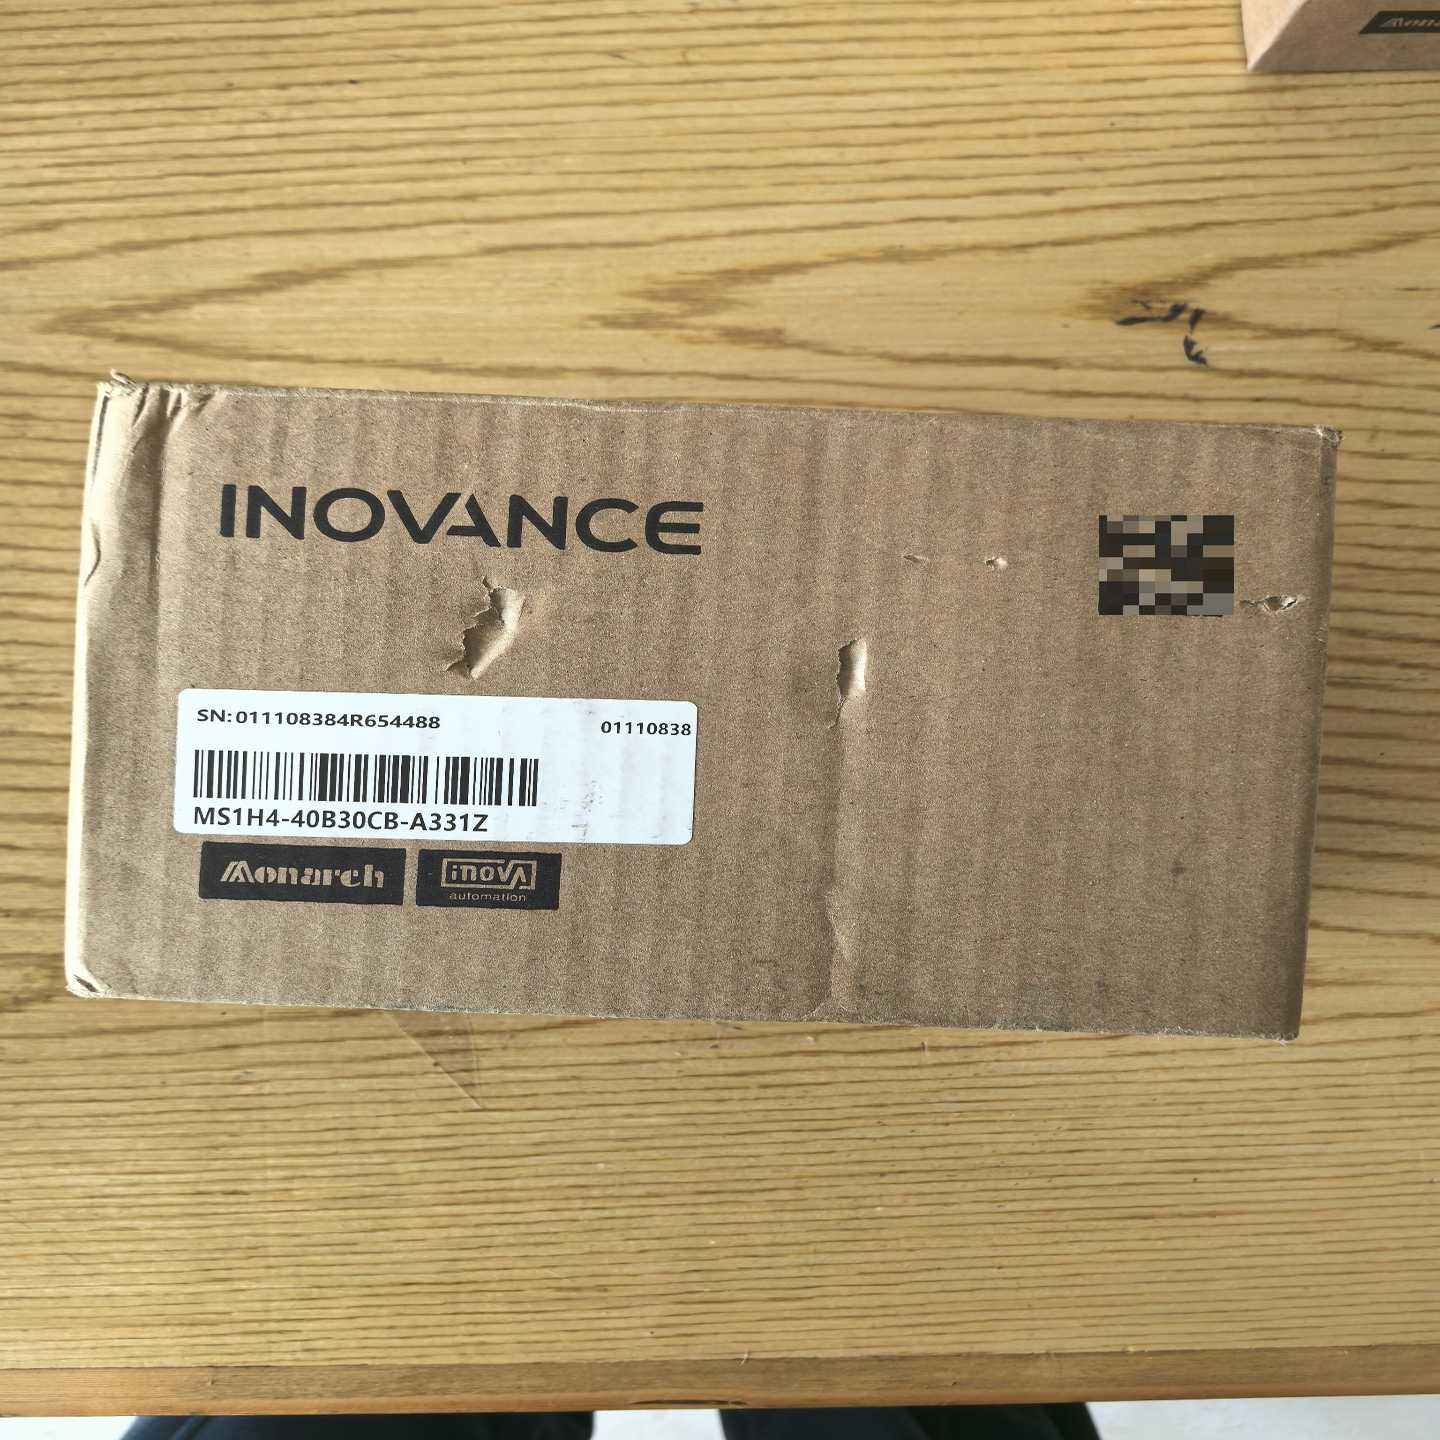 INOVANCE
SN:011108384R654488
01110838
MS1H4-40B30CB-A331Z
Monarch
inovA
automation